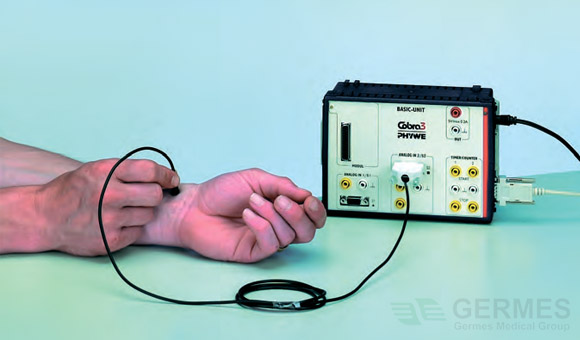 BASIC-UNIT
Cobra3
PHYWE
MODUL
ANALOG IN 1 / S1
ANALOG IN 2 / S2
OUT
TIMER/COUNTER
START
STOP
GERMES
Germes Medical Group